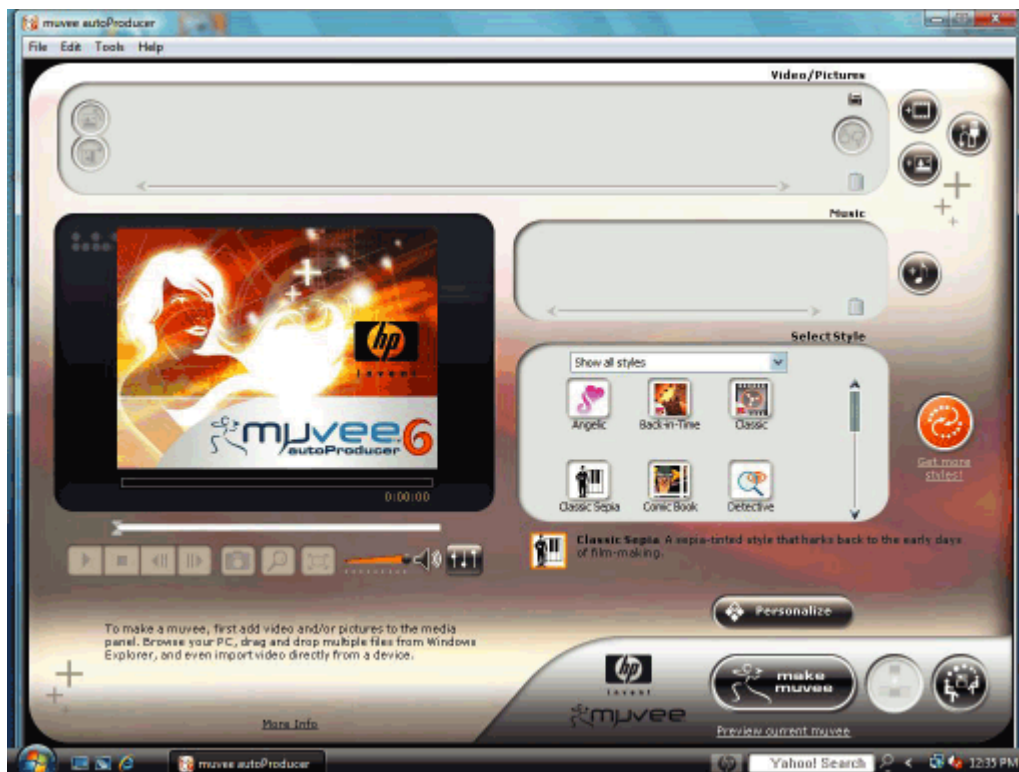 muvee autoProducer
File Edit Tools Help
Video/Pictures
Music
hp
invent
muvee 6
autoProducer
0:00:00
Select Style
Show all styles
Angelic Back-in-Time Classic
Classic Sepia Comic Book Detective
Get more
styles!
Classic Sepia A sepia-tinted style that harks back to the early days
of film-making.
Personalize
To make a muvee, first add video and/or pictures to the media
panel. Browse your PC, drag and drop multiple files from Windows
Explorer, and even import video directly from a device.
More Info
hp
invent
muvee
make
muvee
Preview current muvee
muvee autoProducer
hp
Yahoo! Search
12:35 PM